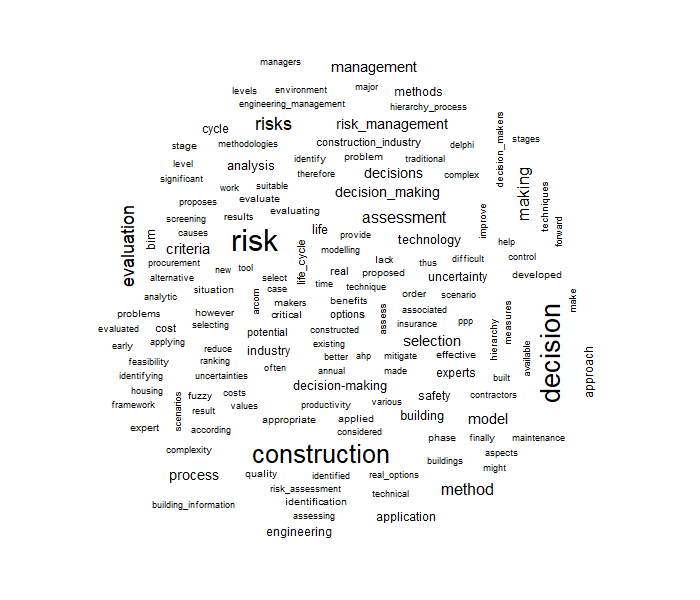 managers
management
levels
environment
major
methods
engineering_management
hierarchy_process
cycle
risks
risk_management
decision_makers
stage
methodologies
construction_industry
delphi
stages
level
analysis
identify
problem
traditional
significant
work
suitable
therefore
decisions
complex
making
techniques
proposes
evaluate
decision_making
screening
results
evaluating
assessment
improve
forward
evaluation
bim
causes
risk
life
provide
technology
help
criteria
life_cycle
modelling
procurement
new
tool
lack
thus
difficult
control
alternative
select
real
proposed
uncertainty
developed
analytic
situation
arcom
case
time
technique
order
scenario
make
makers
benefits
problems
however
critical
options
assess
associated
measures
evaluated
cost
selecting
potential
constructed
insurance
ppp
hierarchy
decision
early
applying
reduce
industry
existing
selection
available
approach
feasibility
ranking
better
ahp
mitigate
effective
identifying
uncertainties
often
annual
made
experts
built
housing
scenarios
fuzzy
costs
decision-making
safety
contractors
framework
result
values
productivity
various
building
model
expert
according
appropriate
applied
considered
phase
finally
maintenance
complexity
construction
buildings
aspects
might
process
quality
identified
real_options
risk_assessment
technical
method
building_information
identification
assessing
application
engineering